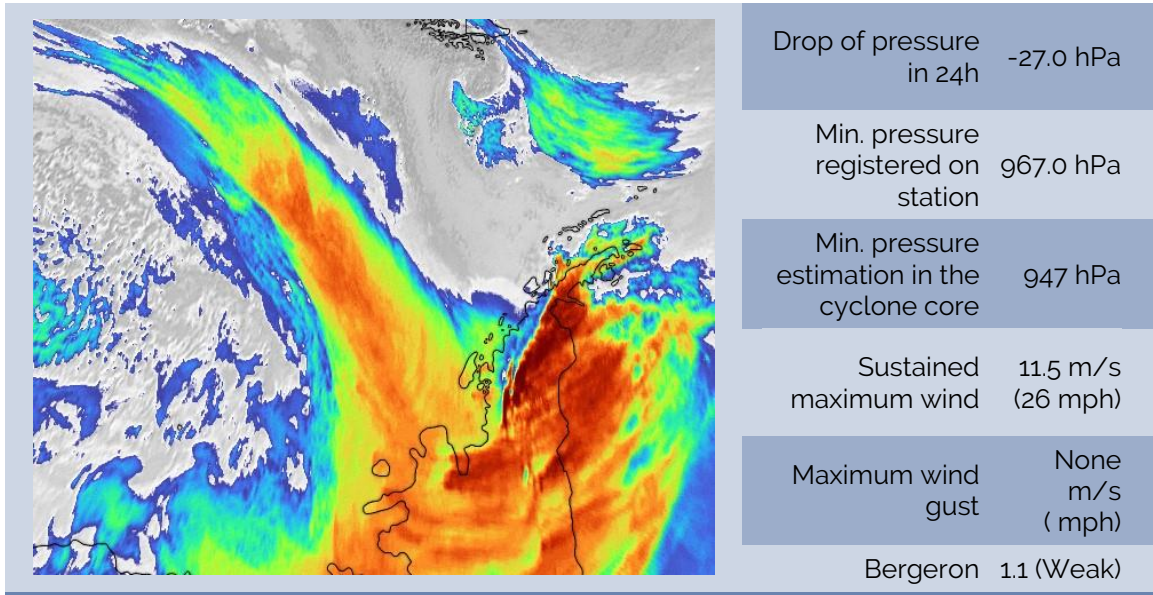 Drop of pressure
in 24h
-27.0 hPa
Min. pressure
registered on
station
967.0 hPa
Min. pressure
estimation in the
cyclone core
947 hPa
Sustained
maximum wind
11.5 m/s
(26 mph)
Maximum wind
gust
None
m/s
( mph)
Bergeron
1.1 (Weak)